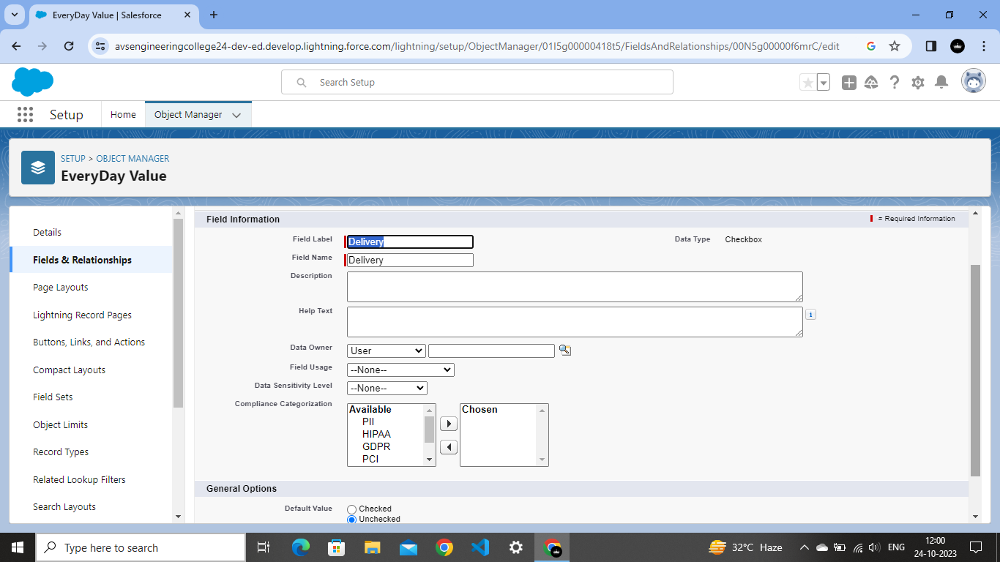 EveryDay Value | Salesforce
avsengineeringcollege24-dev-ed.develop.lightning.force.com/lightning/setup/ObjectManager/01I5g00000418t5/FieldsAndRelationships/00N5g00000f6mrC/edit
Search Setup
Setup Home Object Manager
SETUP > OBJECT MANAGER
EveryDay Value
Details
Fields & Relationships
Page Layouts
Lightning Record Pages
Buttons, Links, and Actions
Compact Layouts
Field Sets
Object Limits
Record Types
Related Lookup Filters
Search Layouts
Field Information = Required Information
Field Label Delivery Data Type Checkbox
Field Name Delivery
Description
Help Text
Data Owner User
Field Usage --None--
Data Sensitivity Level --None--
Compliance Categorization Available Chosen
PII
HIPAA
GDPR
PCI
General Options
Default Value Checked
Unchecked
Type here to search
32°C Haze
ENG
12:00
24-10-2023